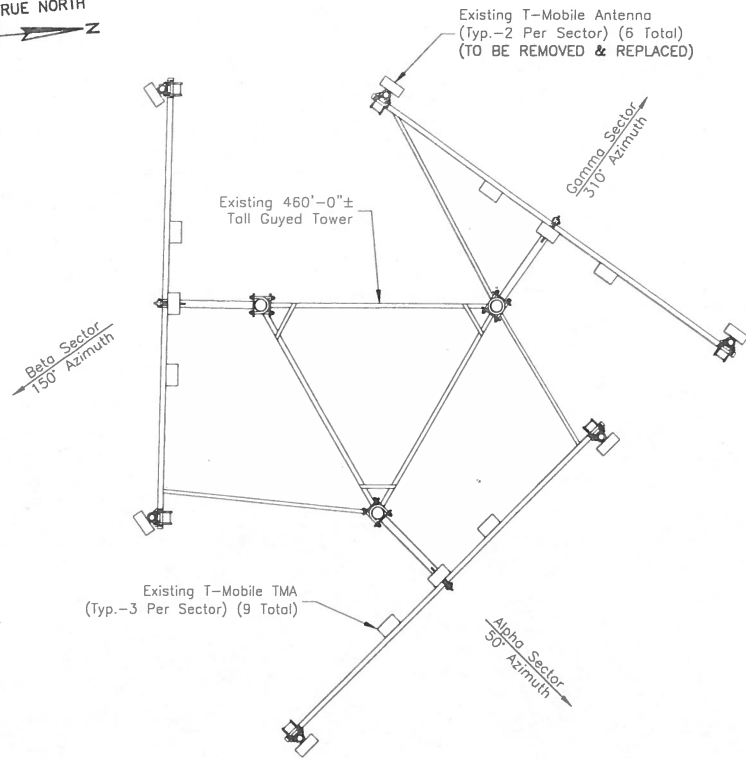 RUE NORTH
N
Existing T-Mobile Antenna
(Typ.-2 Per Sector) (6 Total)
(TO BE REMOVED & REPLACED)
Gamma Sector
310° Azimuth
Existing 460'-0"±
Tall Guyed Tower
Beta Sector
150° Azimuth
Existing T-Mobile TMA
(Typ.-3 Per Sector) (9 Total)
Alpha Sector
50° Azimuth